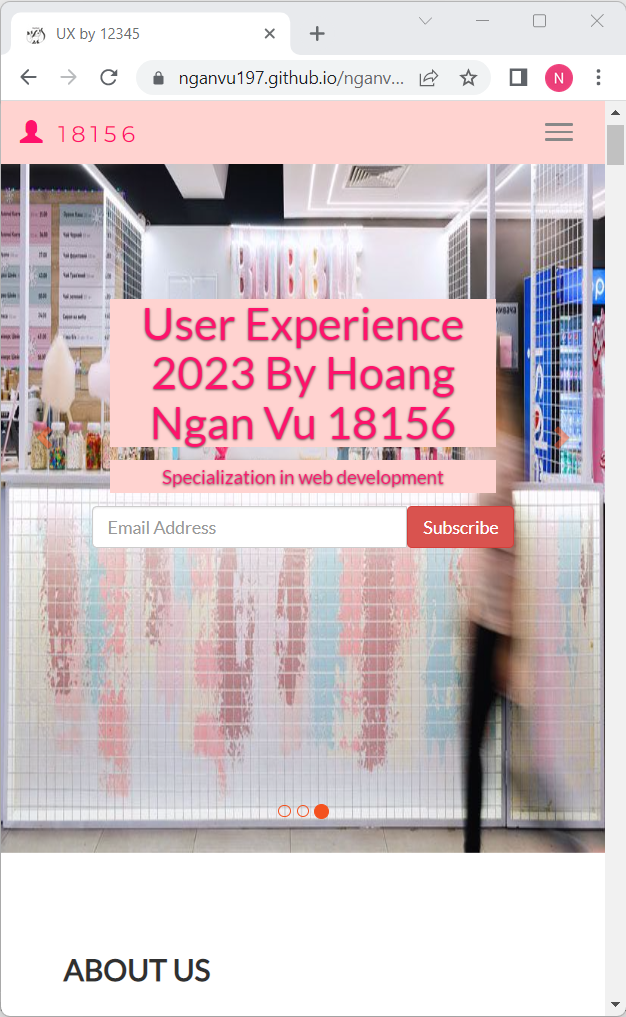 UX by 12345
nganvu197.github.io/nganv...
N
18156
BUBBLE
User Experience
2023 By Hoang
Ngan Vu 18156
Specialization in web development
Email Address
Subscribe
ABOUT US